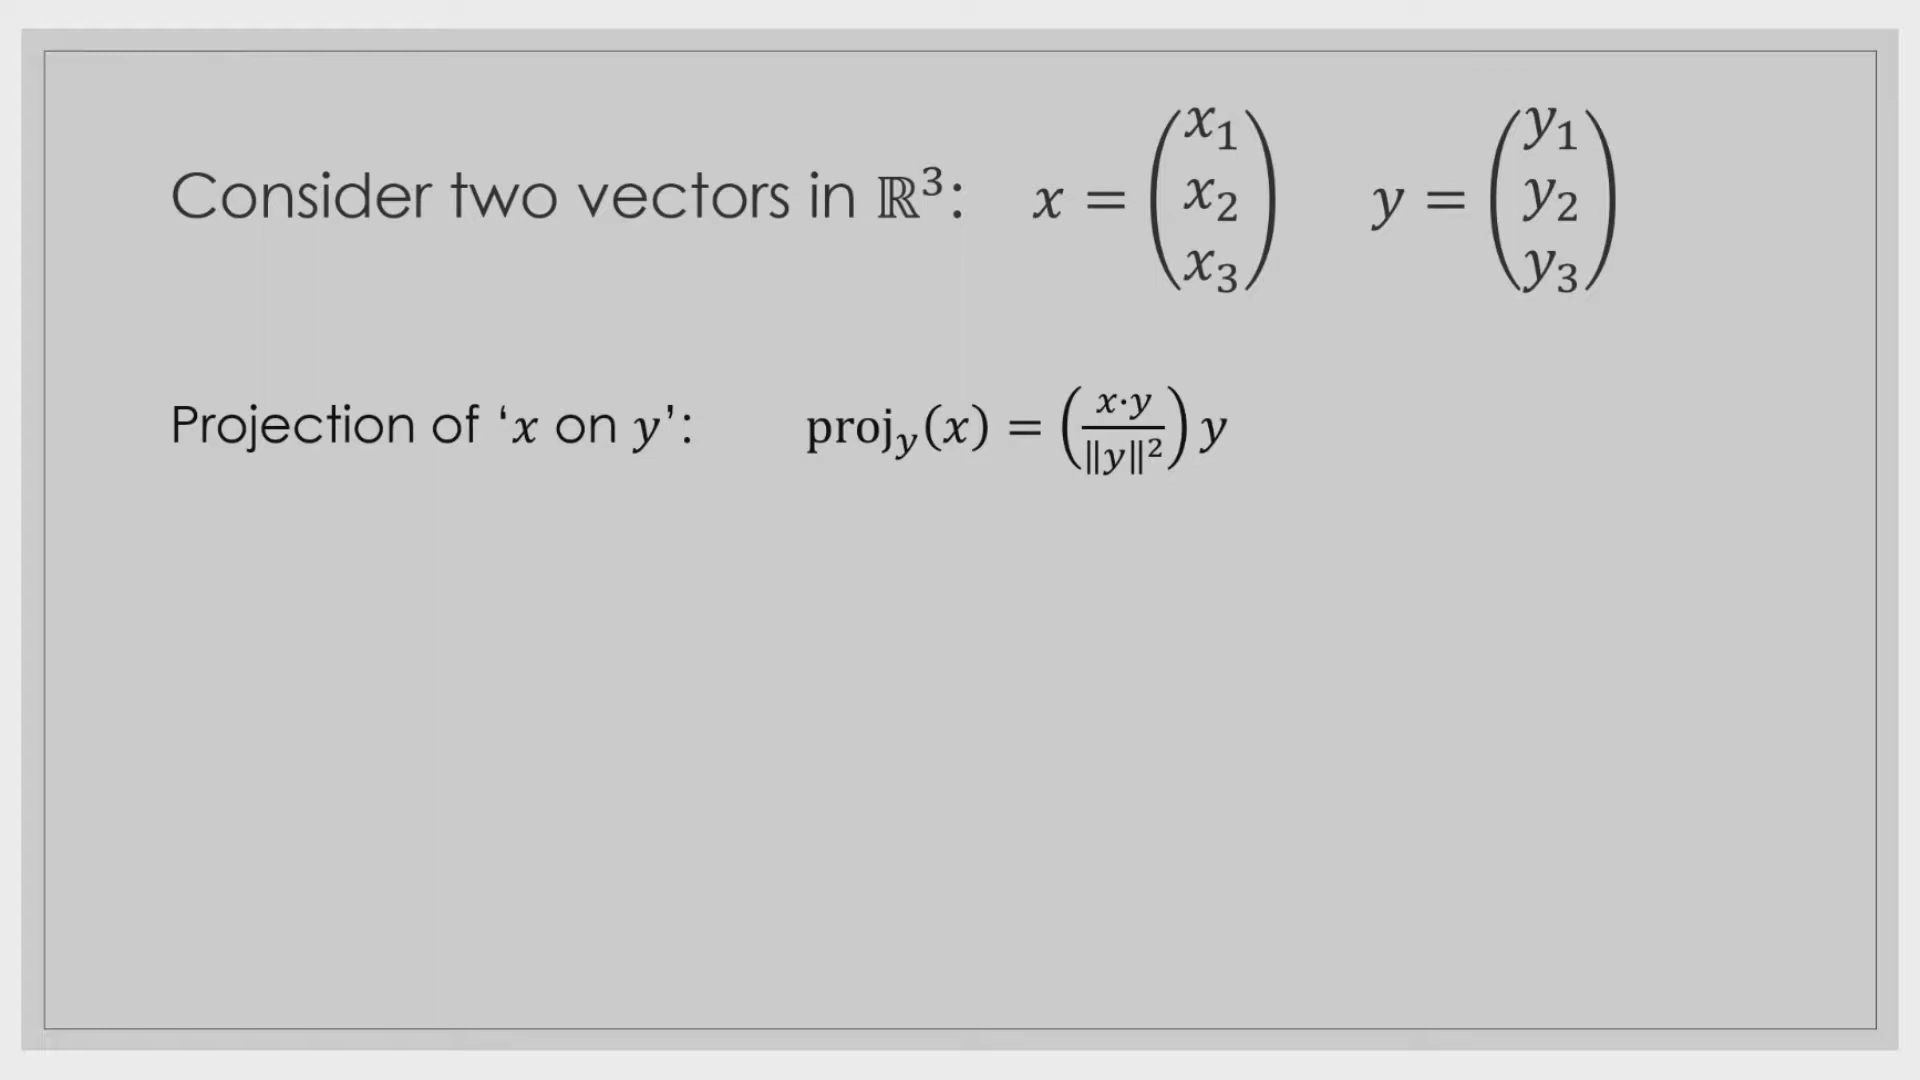 Consider two vectors in ℝ³: x = (x₁ x₂ x₃) y = (y₁ y₂ y₃)
Projection of ‘x on y’: proj_y(x) = (x·y / ‖y‖²) y